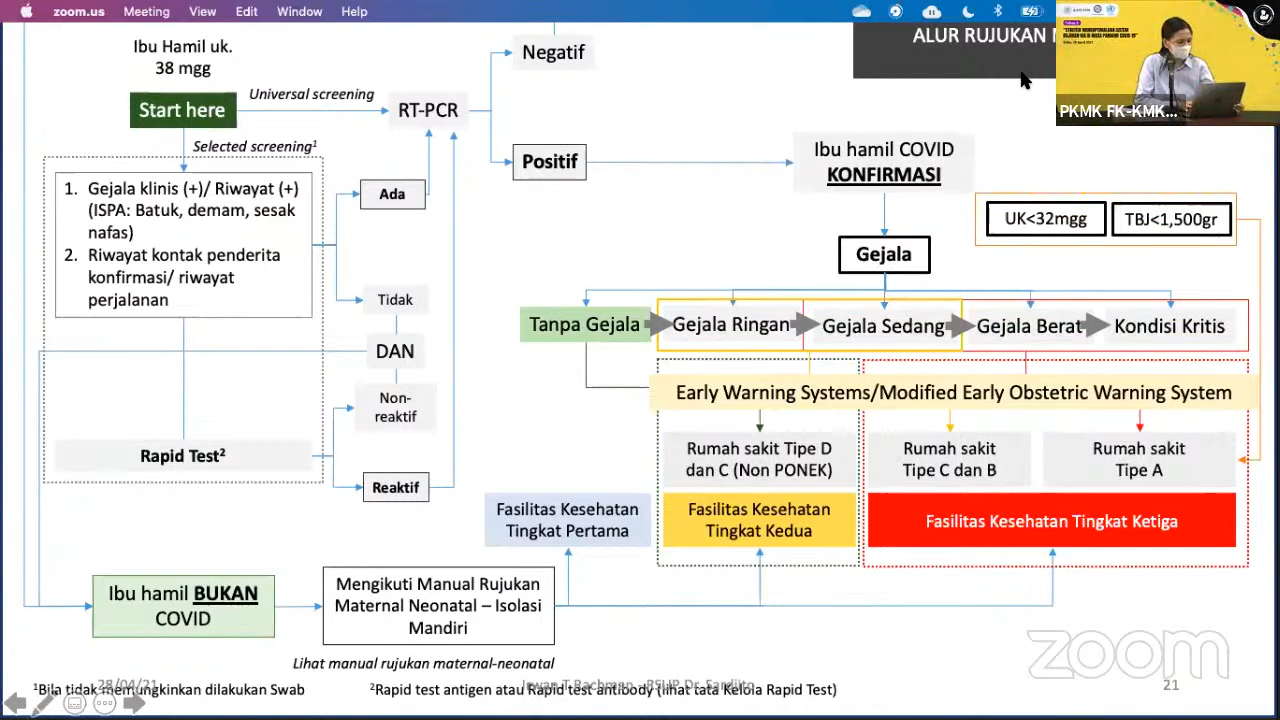 zoom.us Meeting View Edit Window Help
ALUR RUJUKAN
PKMK FK-KMK...
Ibu Hamil uk.
38 mgg
Start here
Universal screening
Selected screening¹
RT-PCR
Negatif
Positif
Ibu hamil COVID
KONFIRMASI
UK<32mgg
TBJ<1,500gr
1. Gejala klinis (+)/ Riwayat (+)
(ISPA: Batuk, demam, sesak
nafas)
2. Riwayat kontak penderita
konfirmasi/ riwayat
perjalanan
Ada
Tidak
DAN
Non-
reaktif
Rapid Test²
Reaktif
Gejala
Tanpa Gejala
Gejala Ringan
Gejala Sedang
Gejala Berat
Kondisi Kritis
Early Warning Systems/Modified Early Obstetric Warning System
Rumah sakit Tipe D
dan C (Non PONEK)
Rumah sakit
Tipe C dan B
Rumah sakit
Tipe A
Fasilitas Kesehatan
Tingkat Pertama
Fasilitas Kesehatan
Tingkat Kedua
Fasilitas Kesehatan Tingkat Ketiga
Ibu hamil BUKAN
COVID
Mengikuti Manual Rujukan
Maternal Neonatal – Isolasi
Mandiri
Lihat manual rujukan maternal-neonatal
zoom
28/04/21
21
¹Bila tidak memungkinkan dilakukan Swab
²Rapid test antigen atau Rapid test antibody (lihat tata Kelola Rapid Test)